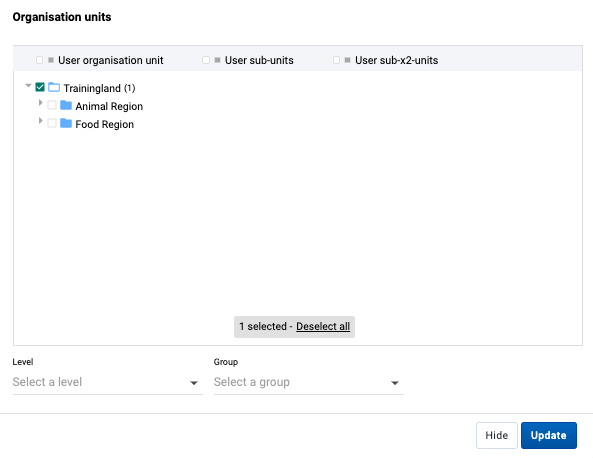 Organisation units
User organisation unit User sub-units User sub-x2-units
Trainingland (1)
Animal Region
Food Region
1 selected - Deselect all
Level Group
Select a level Select a group
Hide Update